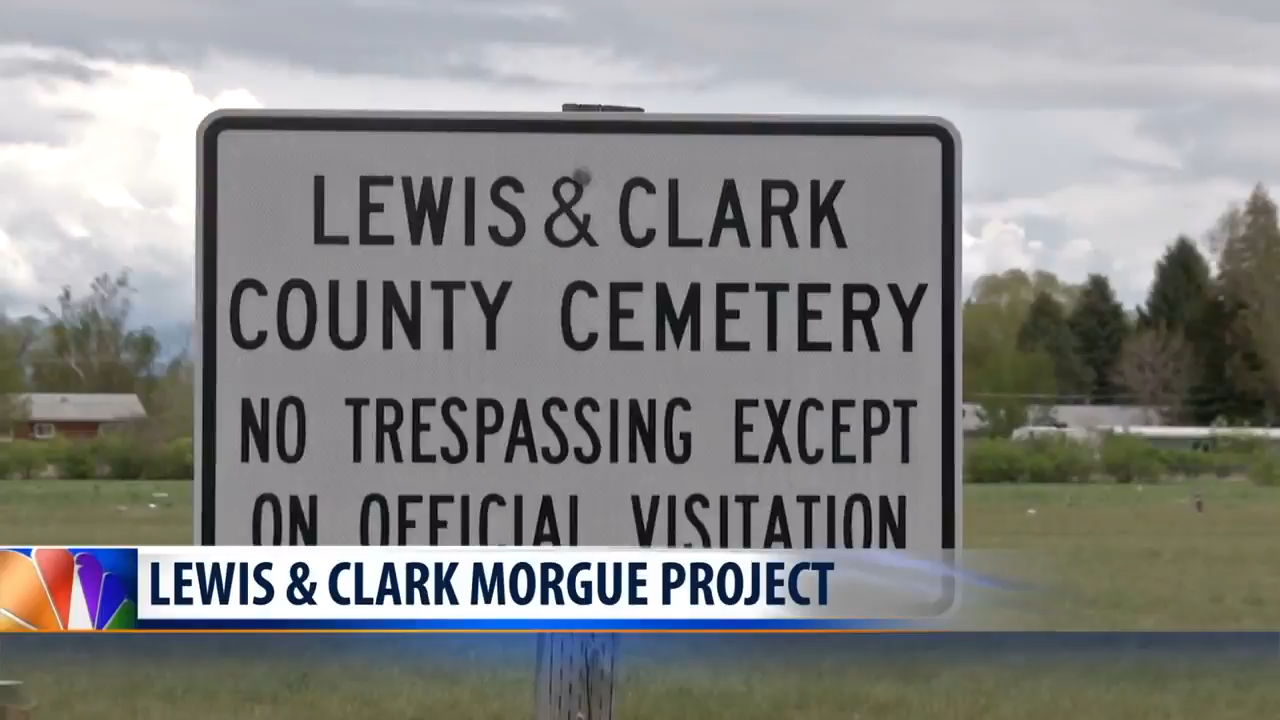 LEWIS & CLARK
COUNTY CEMETERY
NO TRESPASSING EXCEPT
ON OFFICIAL VISITATION
LEWIS & CLARK MORGUE PROJECT